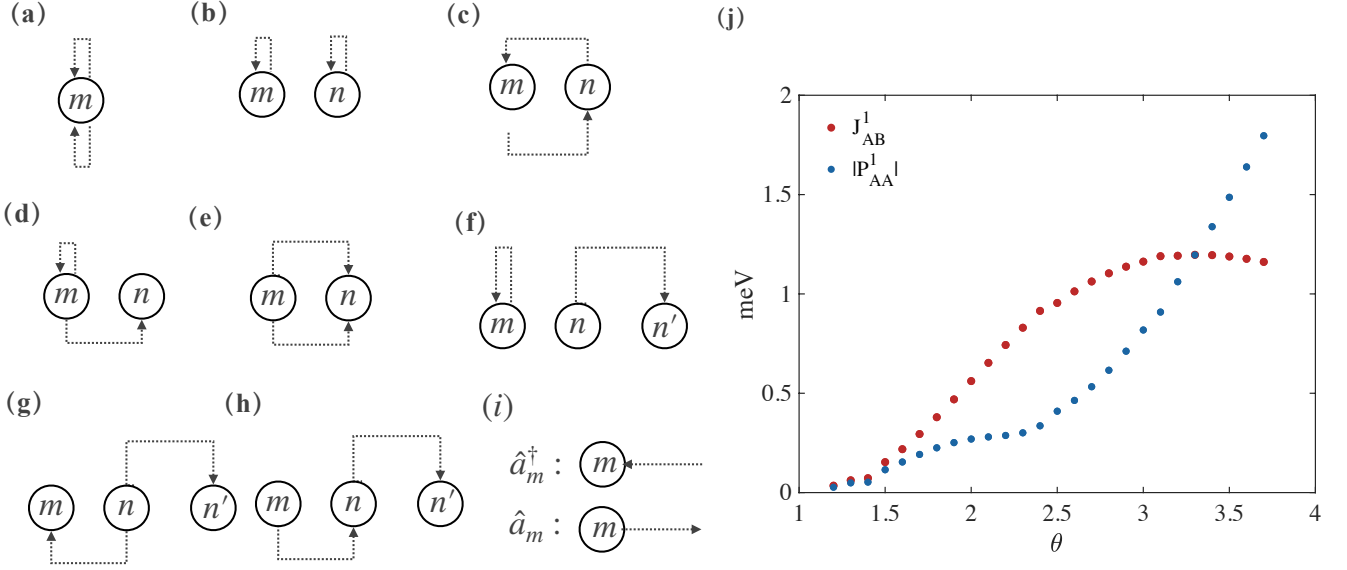 (a)
m
(b)
m n
(c)
m n
(d)
m n
(e)
m n
(f)
m n n′
(g)
m n n′
(h)
m n n′
(i)
â†m : m
âm : m
(j)
2
1.5
1
0.5
0
meV
J¹AB
|P¹AA|
1 1.5 2 2.5 3 3.5 4
θ